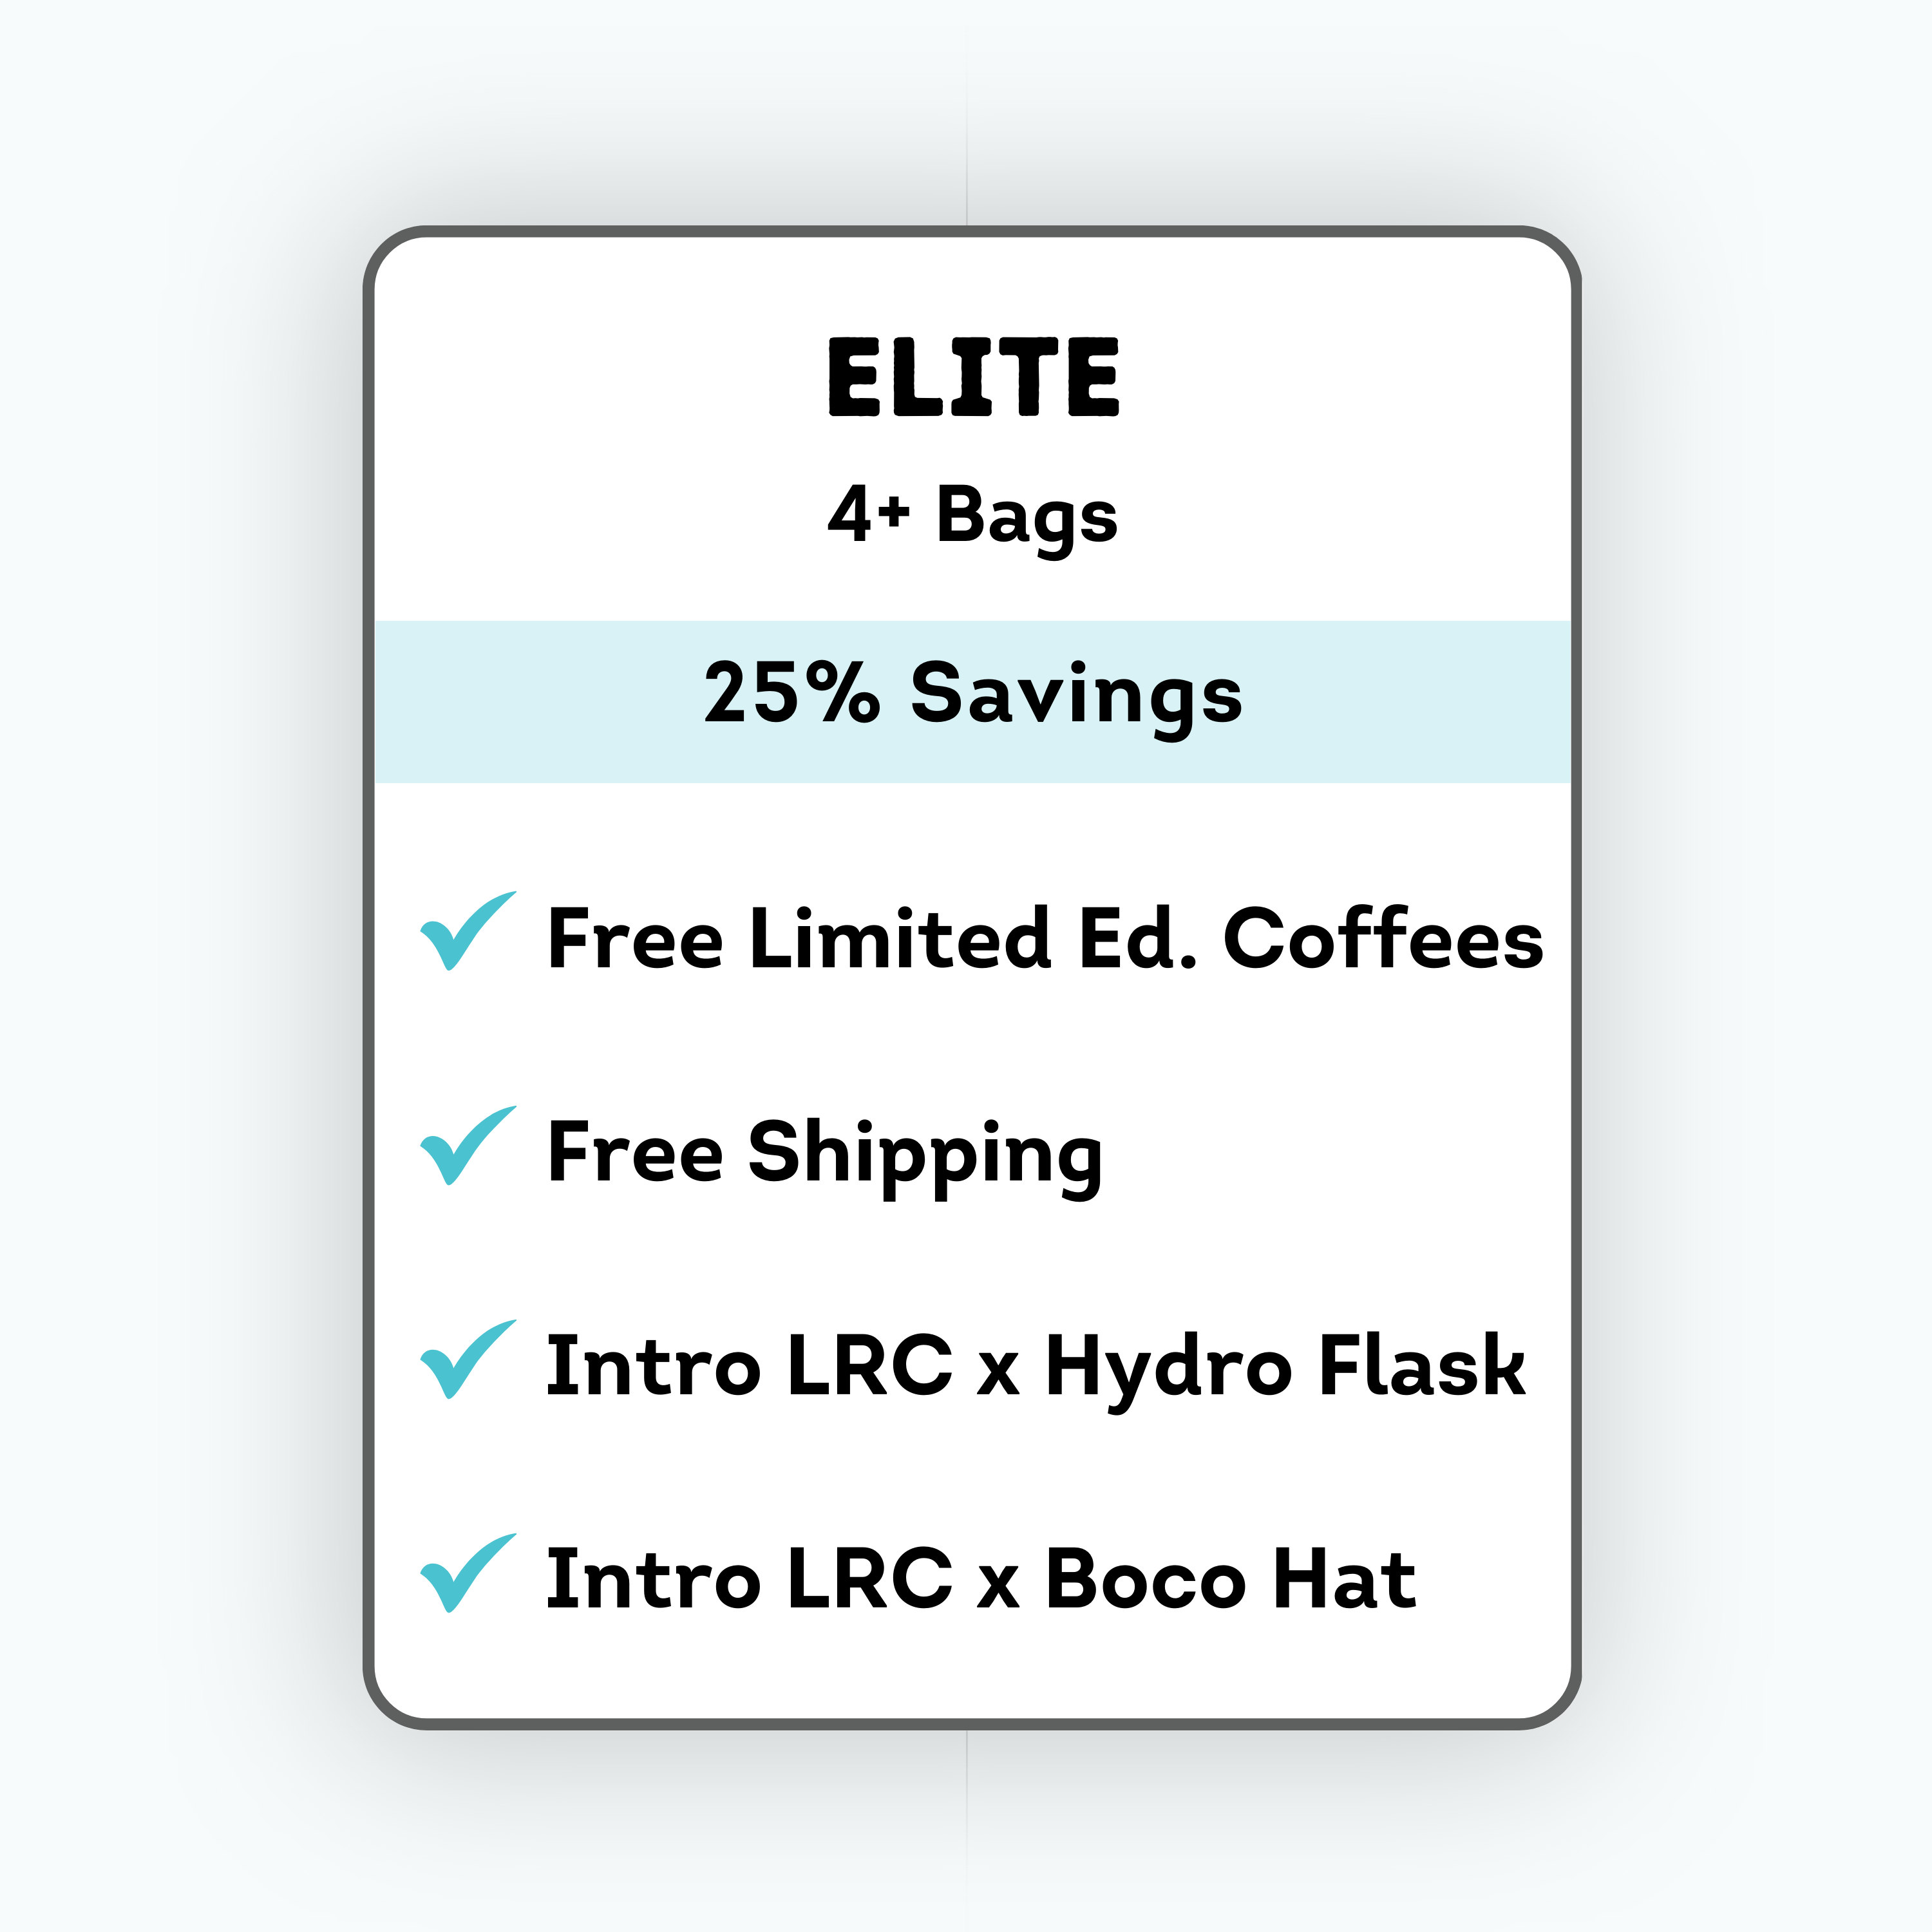 ELITE
4+ Bags
25% Savings
Free Limited Ed. Coffees
Free Shipping
Intro LRC x Hydro Flask
Intro LRC x Boco Hat